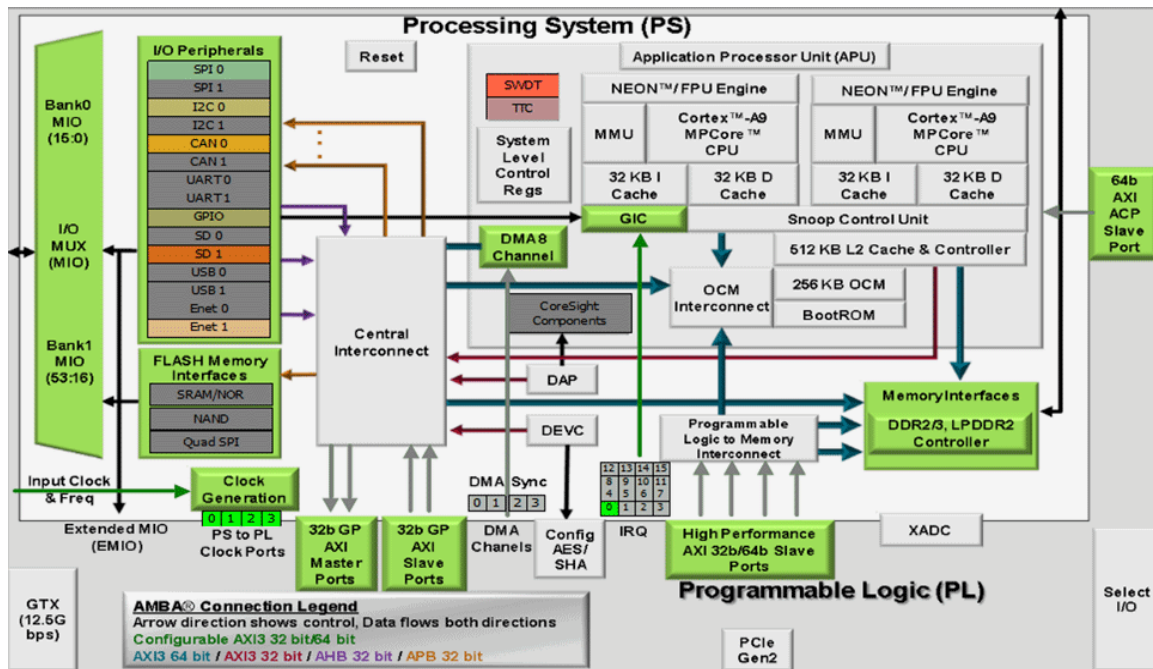 Processing System (PS)
Reset
Application Processor Unit (APU)
I/O Peripherals
SPI 0
SPI 1
I2C 0
I2C 1
CAN 0
CAN 1
UART 0
UART 1
GPIO
SD 0
SD 1
USB 0
USB 1
Enet 0
Enet 1
Bank0
MIO
(15:0)
I/O
MUX
(MIO)
Bank1
MIO
(53:16)
FLASH Memory
Interfaces
SRAM/NOR
NAND
Quad SPI
SWDT
TTC
System
Level
Control
Regs
NEON™/FPU Engine
MMU
Cortex™-A9
MPCore™
CPU
32 KB I
Cache
32 KB D
Cache
NEON™/FPU Engine
MMU
Cortex™-A9
MPCore™
CPU
32 KB I
Cache
32 KB D
Cache
GIC
Snoop Control Unit
512 KB L2 Cache & Controller
DMA8
Channel
OCM
Interconnect
256 KB OCM
BootROM
CoreSight
Components
Central
Interconnect
DAP
DEVC
Programmable
Logic to Memory
Interconnect
Memory Interfaces
DDR2/3, LPDDR2
Controller
64b
AXI
ACP
Slave
Port
Input Clock
& Freq
Clock
Generation
0 1 2 3
PS to PL
Clock Ports
Extended MIO
(EMIO)
32b GP
AXI
Master
Ports
32b GP
AXI
Slave
Ports
DMA Sync
0 1 2 3
DMA
Channels
Config
AES/
SHA
12 13 14 15
8 9 10 11
4 5 6 7
0 1 2 3
IRQ
High Performance
AXI 32b/64b Slave
Ports
XADC
Programmable Logic (PL)
GTX
(12.5G
bps)
AMBA® Connection Legend
Arrow direction shows control, Data flows both directions
Configurable AXI3 32 bit/64 bit
AXI3 64 bit / AXI3 32 bit / AHB 32 bit / APB 32 bit
PCIe
Gen2
Select
I/O